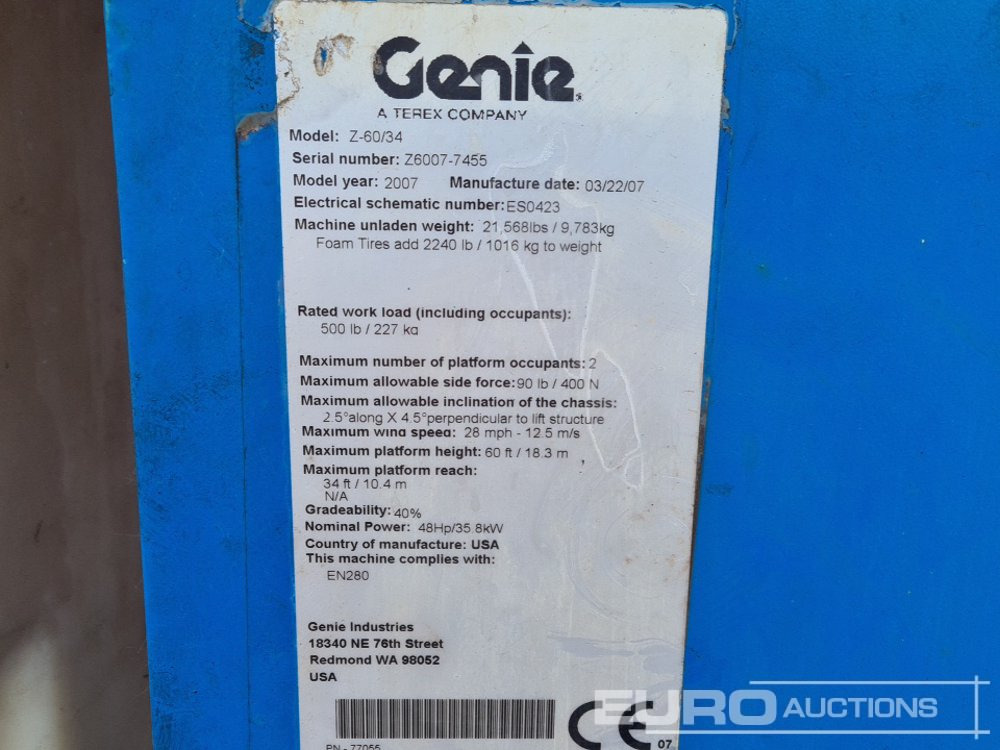 Genie
A TEREX COMPANY
Model: Z-60/34
Serial number: Z6007-7455
Model year: 2007 Manufacture date: 03/22/07
Electrical schematic number: ES0423
Machine unladen weight: 21,568lbs / 9,783kg
Foam Tires add 2240 lb / 1016 kg to weight
Rated work load (including occupants):
500 lb / 227 kg
Maximum number of platform occupants: 2
Maximum allowable side force: 90 lb / 400 N
Maximum allowable inclination of the chassis:
2.5°along X 4.5°perpendicular to lift structure
Maximum wind speed: 28 mph - 12.5 m/s
Maximum platform height: 60 ft / 18.3 m
Maximum platform reach:
34 ft / 10.4 m
N/A
Gradeability: 40%
Nominal Power: 48Hp/35.8kW
Country of manufacture: USA
This machine complies with:
EN280
Genie Industries
18340 NE 76th Street
Redmond WA 98052
USA
PN - 77055
CE
07
EURO AUCTIONS